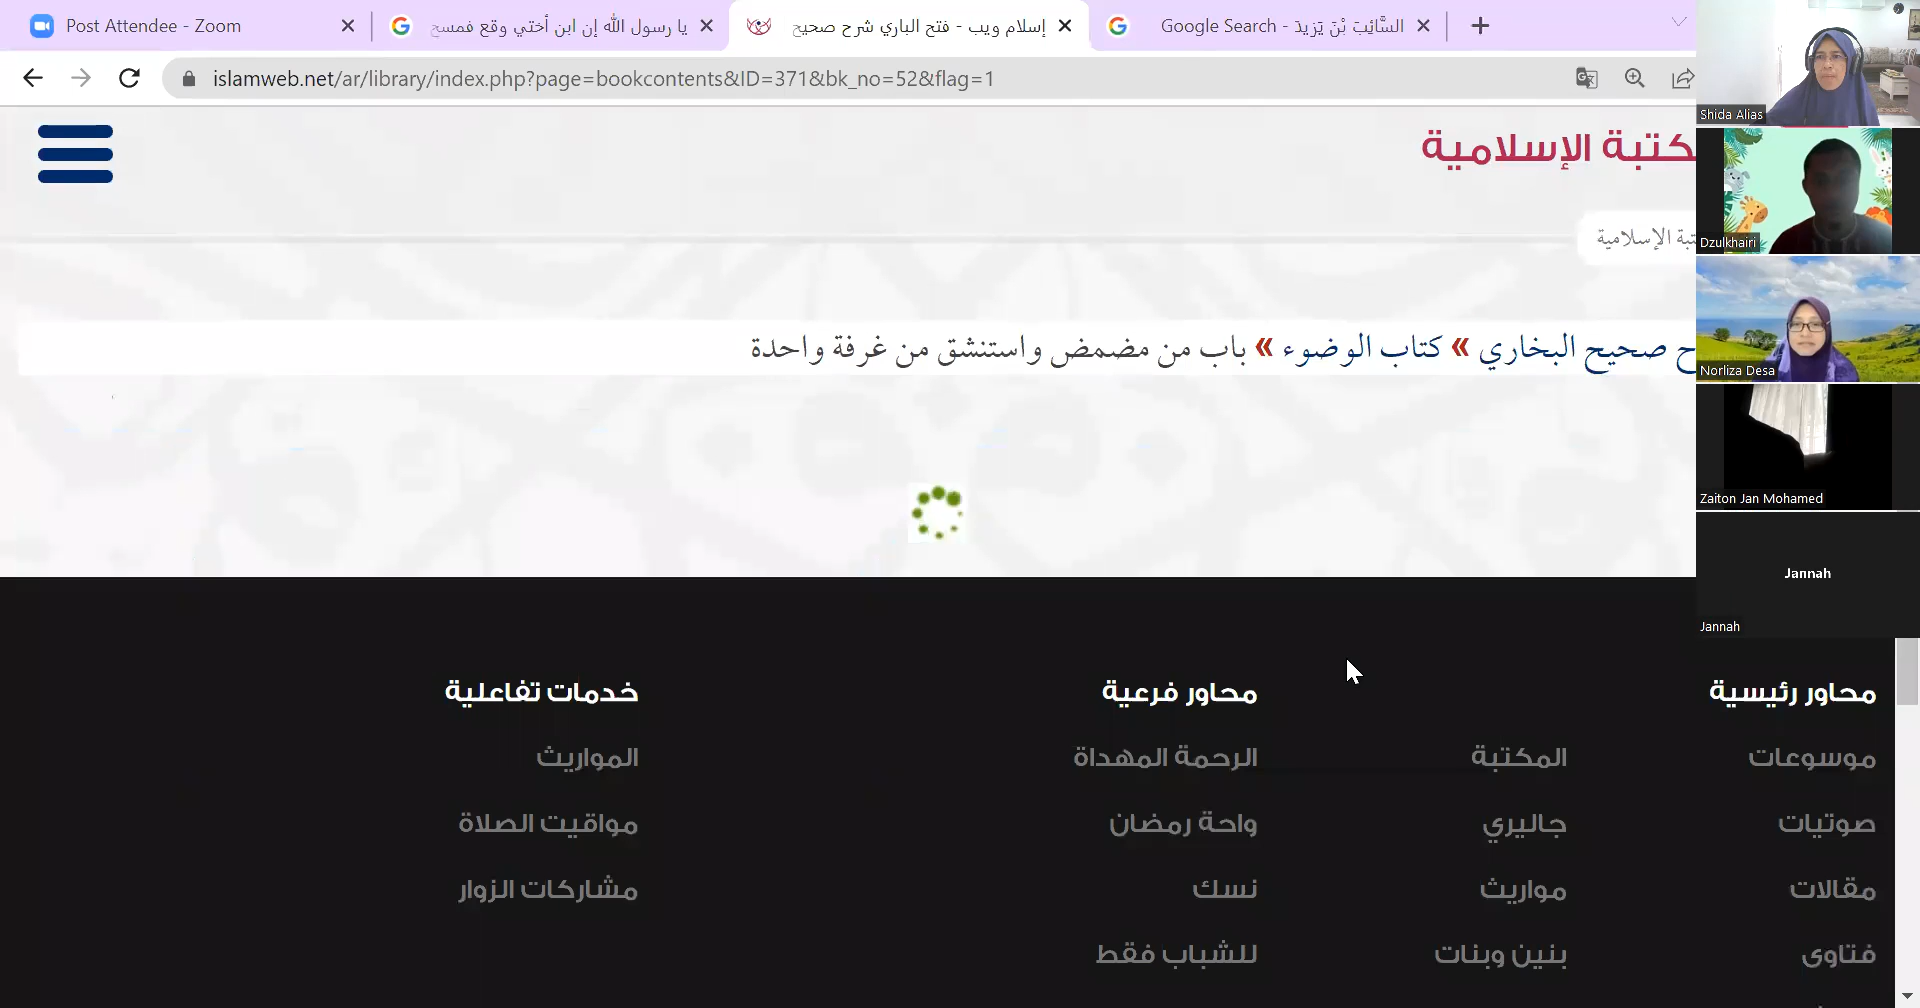 Post Attendee - Zoom
يا رسول الله إن ابن أختي وقع فمسح
إسلام ويب - فتح الباري شرح صحيح
السَّائِبَ بْنَ يَزِيدَ - Google Search
islamweb.net/ar/library/index.php?page=bookcontents&ID=371&bk_no=52&flag=1
كتبة الإسلامية
تبة الإسلامية
ح صحيح البخاري » كتاب الوضوء » باب من مضمض واستنشق من غرفة واحدة
محاور رئيسية
موسوعات
المكتبة
صوتيات
جاليري
مقالات
مواريث
فتاوى
بنين وبنات
محاور فرعية
الرحمة المهداة
واحة رمضان
نسك
للشباب فقط
خدمات تفاعلية
المواريث
مواقيت الصلاة
مشاركات الزوار
Shida Alias
Dzulkhairi
Norliza Desa
Zaiton Jan Mohamed
Jannah
Jannah